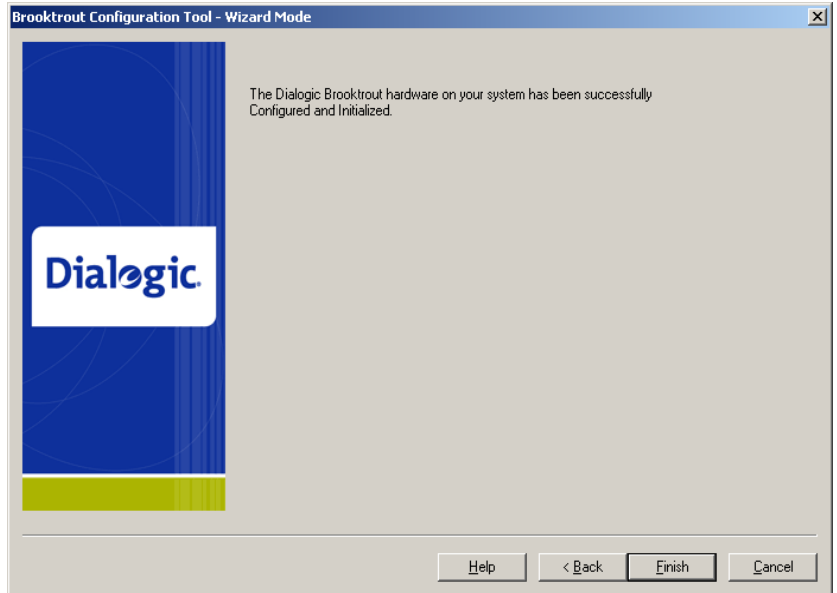 Brooktrout Configuration Tool - Wizard Mode
The Dialogic Brooktrout hardware on your system has been successfully
Configured and Initialized.
Dialogic.
Help
< Back
Finish
Cancel